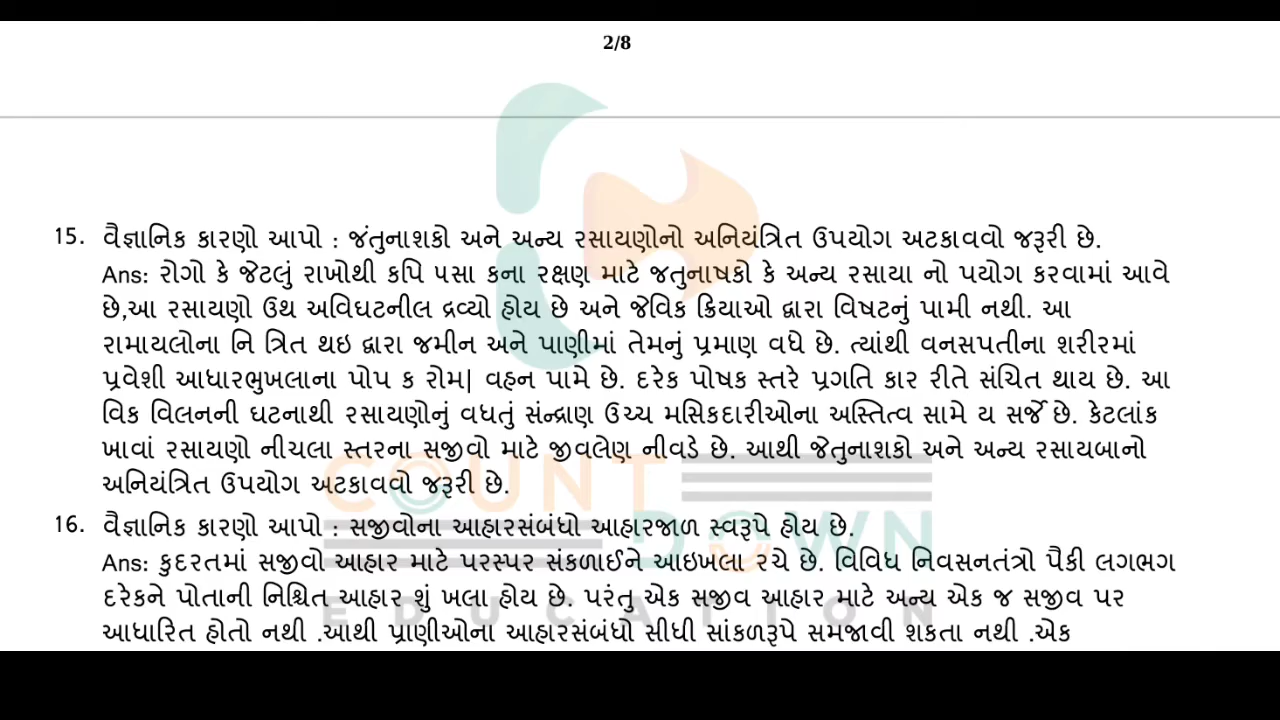 2/8
15. વૈજ્ઞાનિક કારણો આપો : જંતુનાશકો અને અન્ય રસાયણોનો અનિયંત્રિત ઉપયોગ અટકાવવો જરૂરી છે.
Ans: રોગો કે જેટલું રાખોથી કપિ પસા કના રક્ષણ માટે જતુનાષકો કે અન્ય રસાયા નો પયોગ કરવામાં આવે
છે,આ રસાયણો ઉથ અવિઘટનીલ દ્રવ્યો હોય છે અને જેવિક ક્રિયાઓ દ્વારા વિષટનું પામી નથી. આ
રામાયલોના નિ ત્રિત થઇ દ્વારા જમીન અને પાણીમાં તેમનું પ્રમાણ વધે છે. ત્યાંથી વનસપતીના શરીરમાં
પ્રવેશી આધારભુખલાના પોપ ક રોમ| વહન પામે છે. દરેક પોષક સ્તરે પ્રગતિ કાર રીતે સંચિત થાય છે. આ
વિક વિલનની ઘટનાથી રસાયણોનું વધતું સંન્દ્રાણ ઉચ્ચ મસિકદારીઓના અસ્તિત્વ સામે ય સર્જે છે. કેટલાંક
ખાવાં રસાયણો નીચલા સ્તરના સજીવો માટે જીવલેણ નીવડે છે. આથી જેતુનાશકો અને અન્ય રસાયબાનો
અનિયંત્રિત ઉપયોગ અટકાવવો જરૂરી છે.
16. વૈજ્ઞાનિક કારણો આપો : સજીવોના આહારસંબંધો આહારજાળ સ્વરૂપે હોય છે.
Ans: કુદરતમાં સજીવો આહાર માટે પરસ્પર સંકળાઈને આઇખલા રચે છે. વિવિધ નિવસનતંત્રો પૈકી લગભગ
દરેકને પોતાની નિશ્ચિત આહાર શું ખલા હોય છે. પરંતુ એક સજીવ આહાર માટે અન્ય એક જ સજીવ પર
આધારિત હોતો નથી .આથી પ્રાણીઓના આહારસંબંધો સીધી સાંકળરૂપે સમજાવી શકતા નથી .એક
COUNT
DOWN
EDUCATION